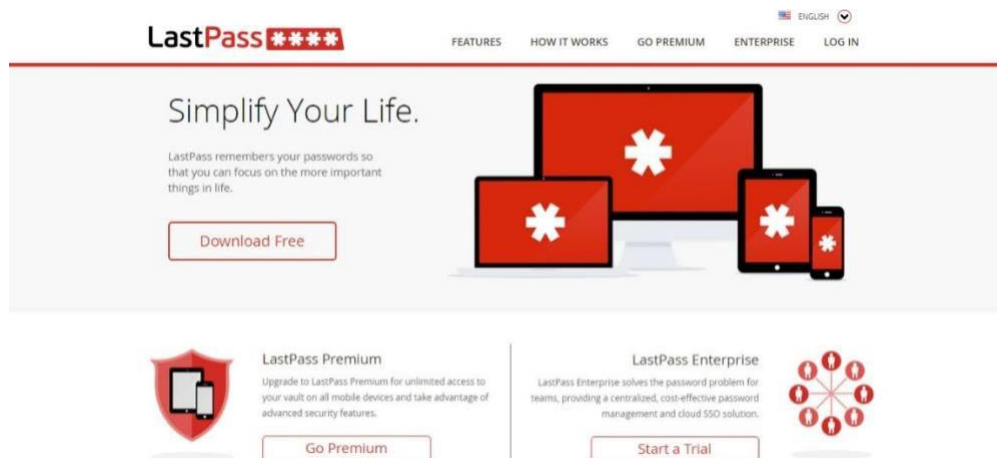 ENGLISH
LastPass ****
FEATURES HOW IT WORKS GO PREMIUM ENTERPRISE LOG IN
Simplify Your Life.
LastPass remembers your passwords so
that you can focus on the more important
things in life.
Download Free
LastPass Premium
Upgrade to LastPass Premium for unlimited access to
your vault on all mobile devices and take advantage of
advanced security features.
Go Premium
LastPass Enterprise
LastPass Enterprise solves the password problem for
teams, providing a centralized, cost-effective password
management and cloud SSO solution.
Start a Trial